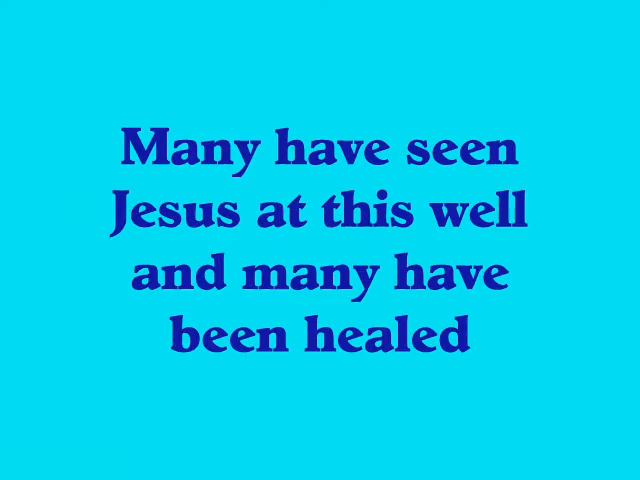 Many have seen
Jesus at this well
and many have
been healed